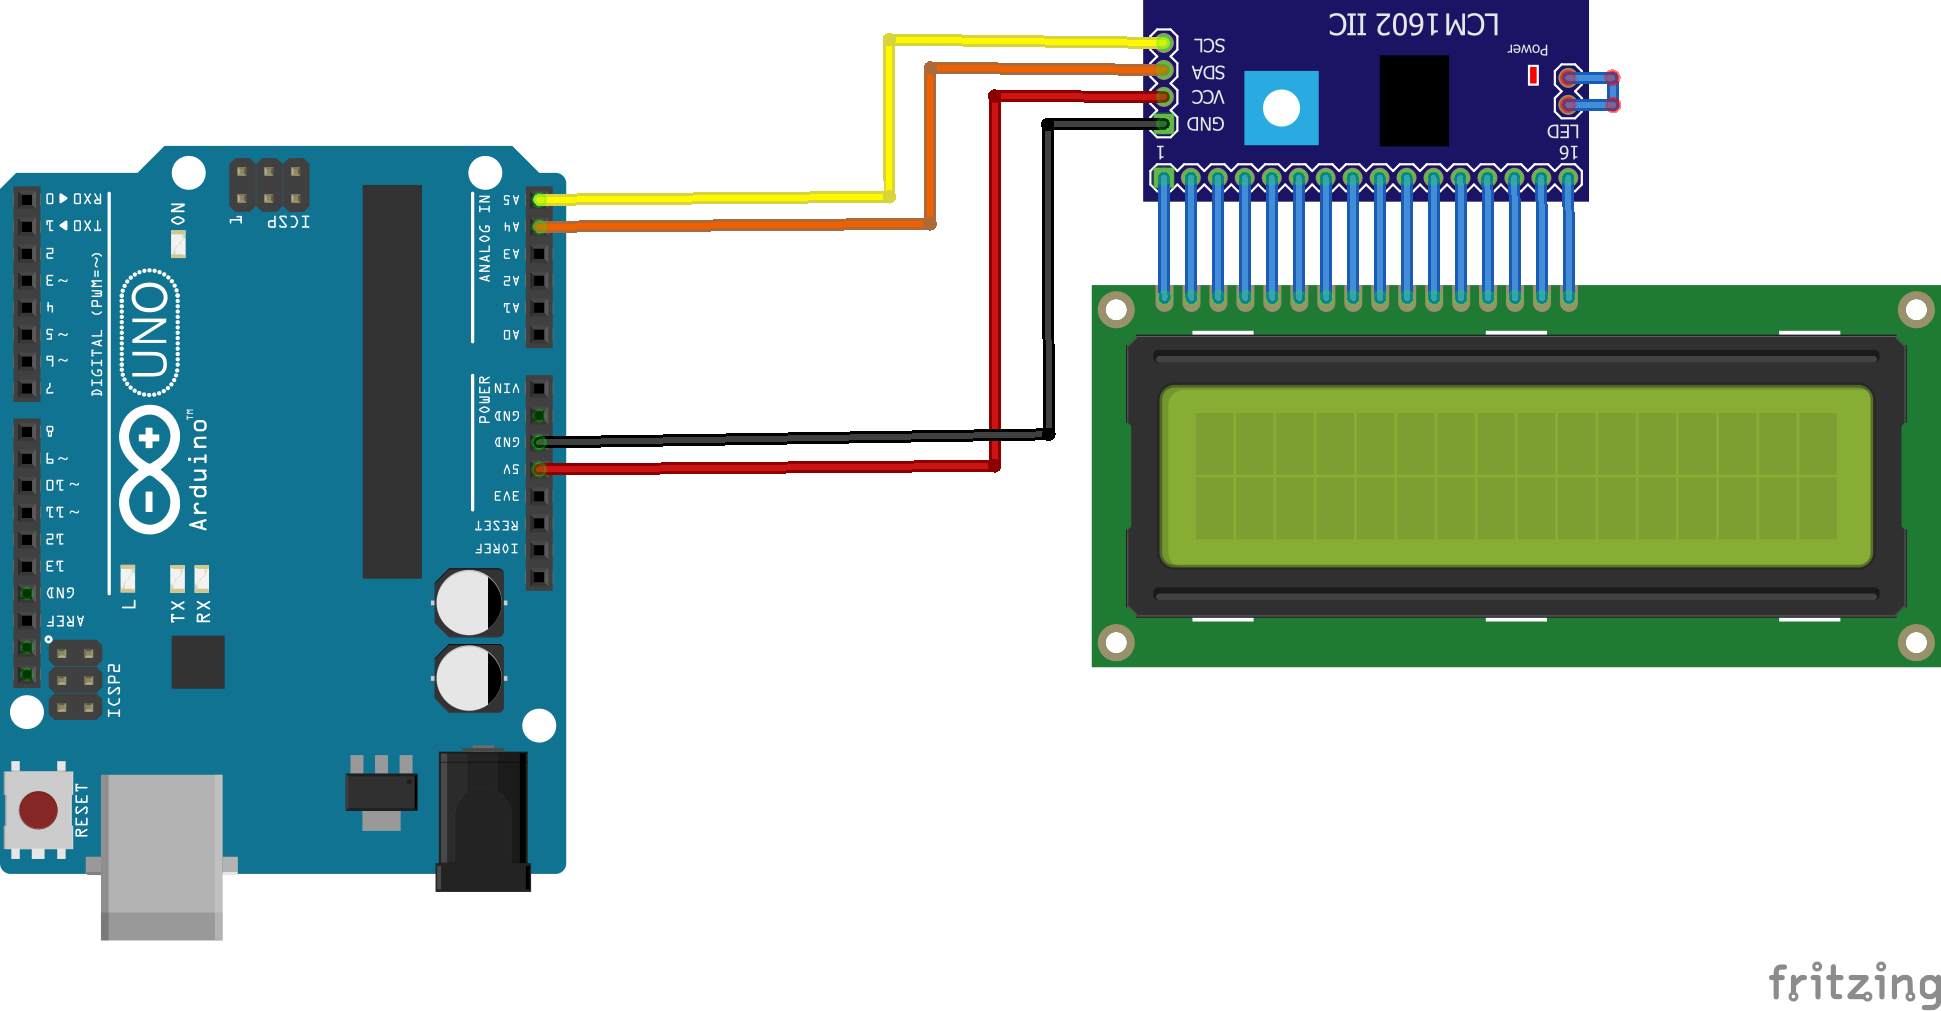 LCM 1602 IIC
SCL
SDA
VCC
GND
Power
LED
1
16
RX0 ◀ 0
TX0 ▶ 1
2
~3
4
~5
~6
7
8
~9
~10
~11
12
13
GND
AREF
DIGITAL (PWM=~)
ON
1
ICSP
UNO
Arduino™
L
TX
RX
ICSP2
RESET
ANALOG IN
A5
A4
A3
A2
A1
A0
POWER
VIN
GND
GND
5V
3V3
RESET
IOREF
fritzing